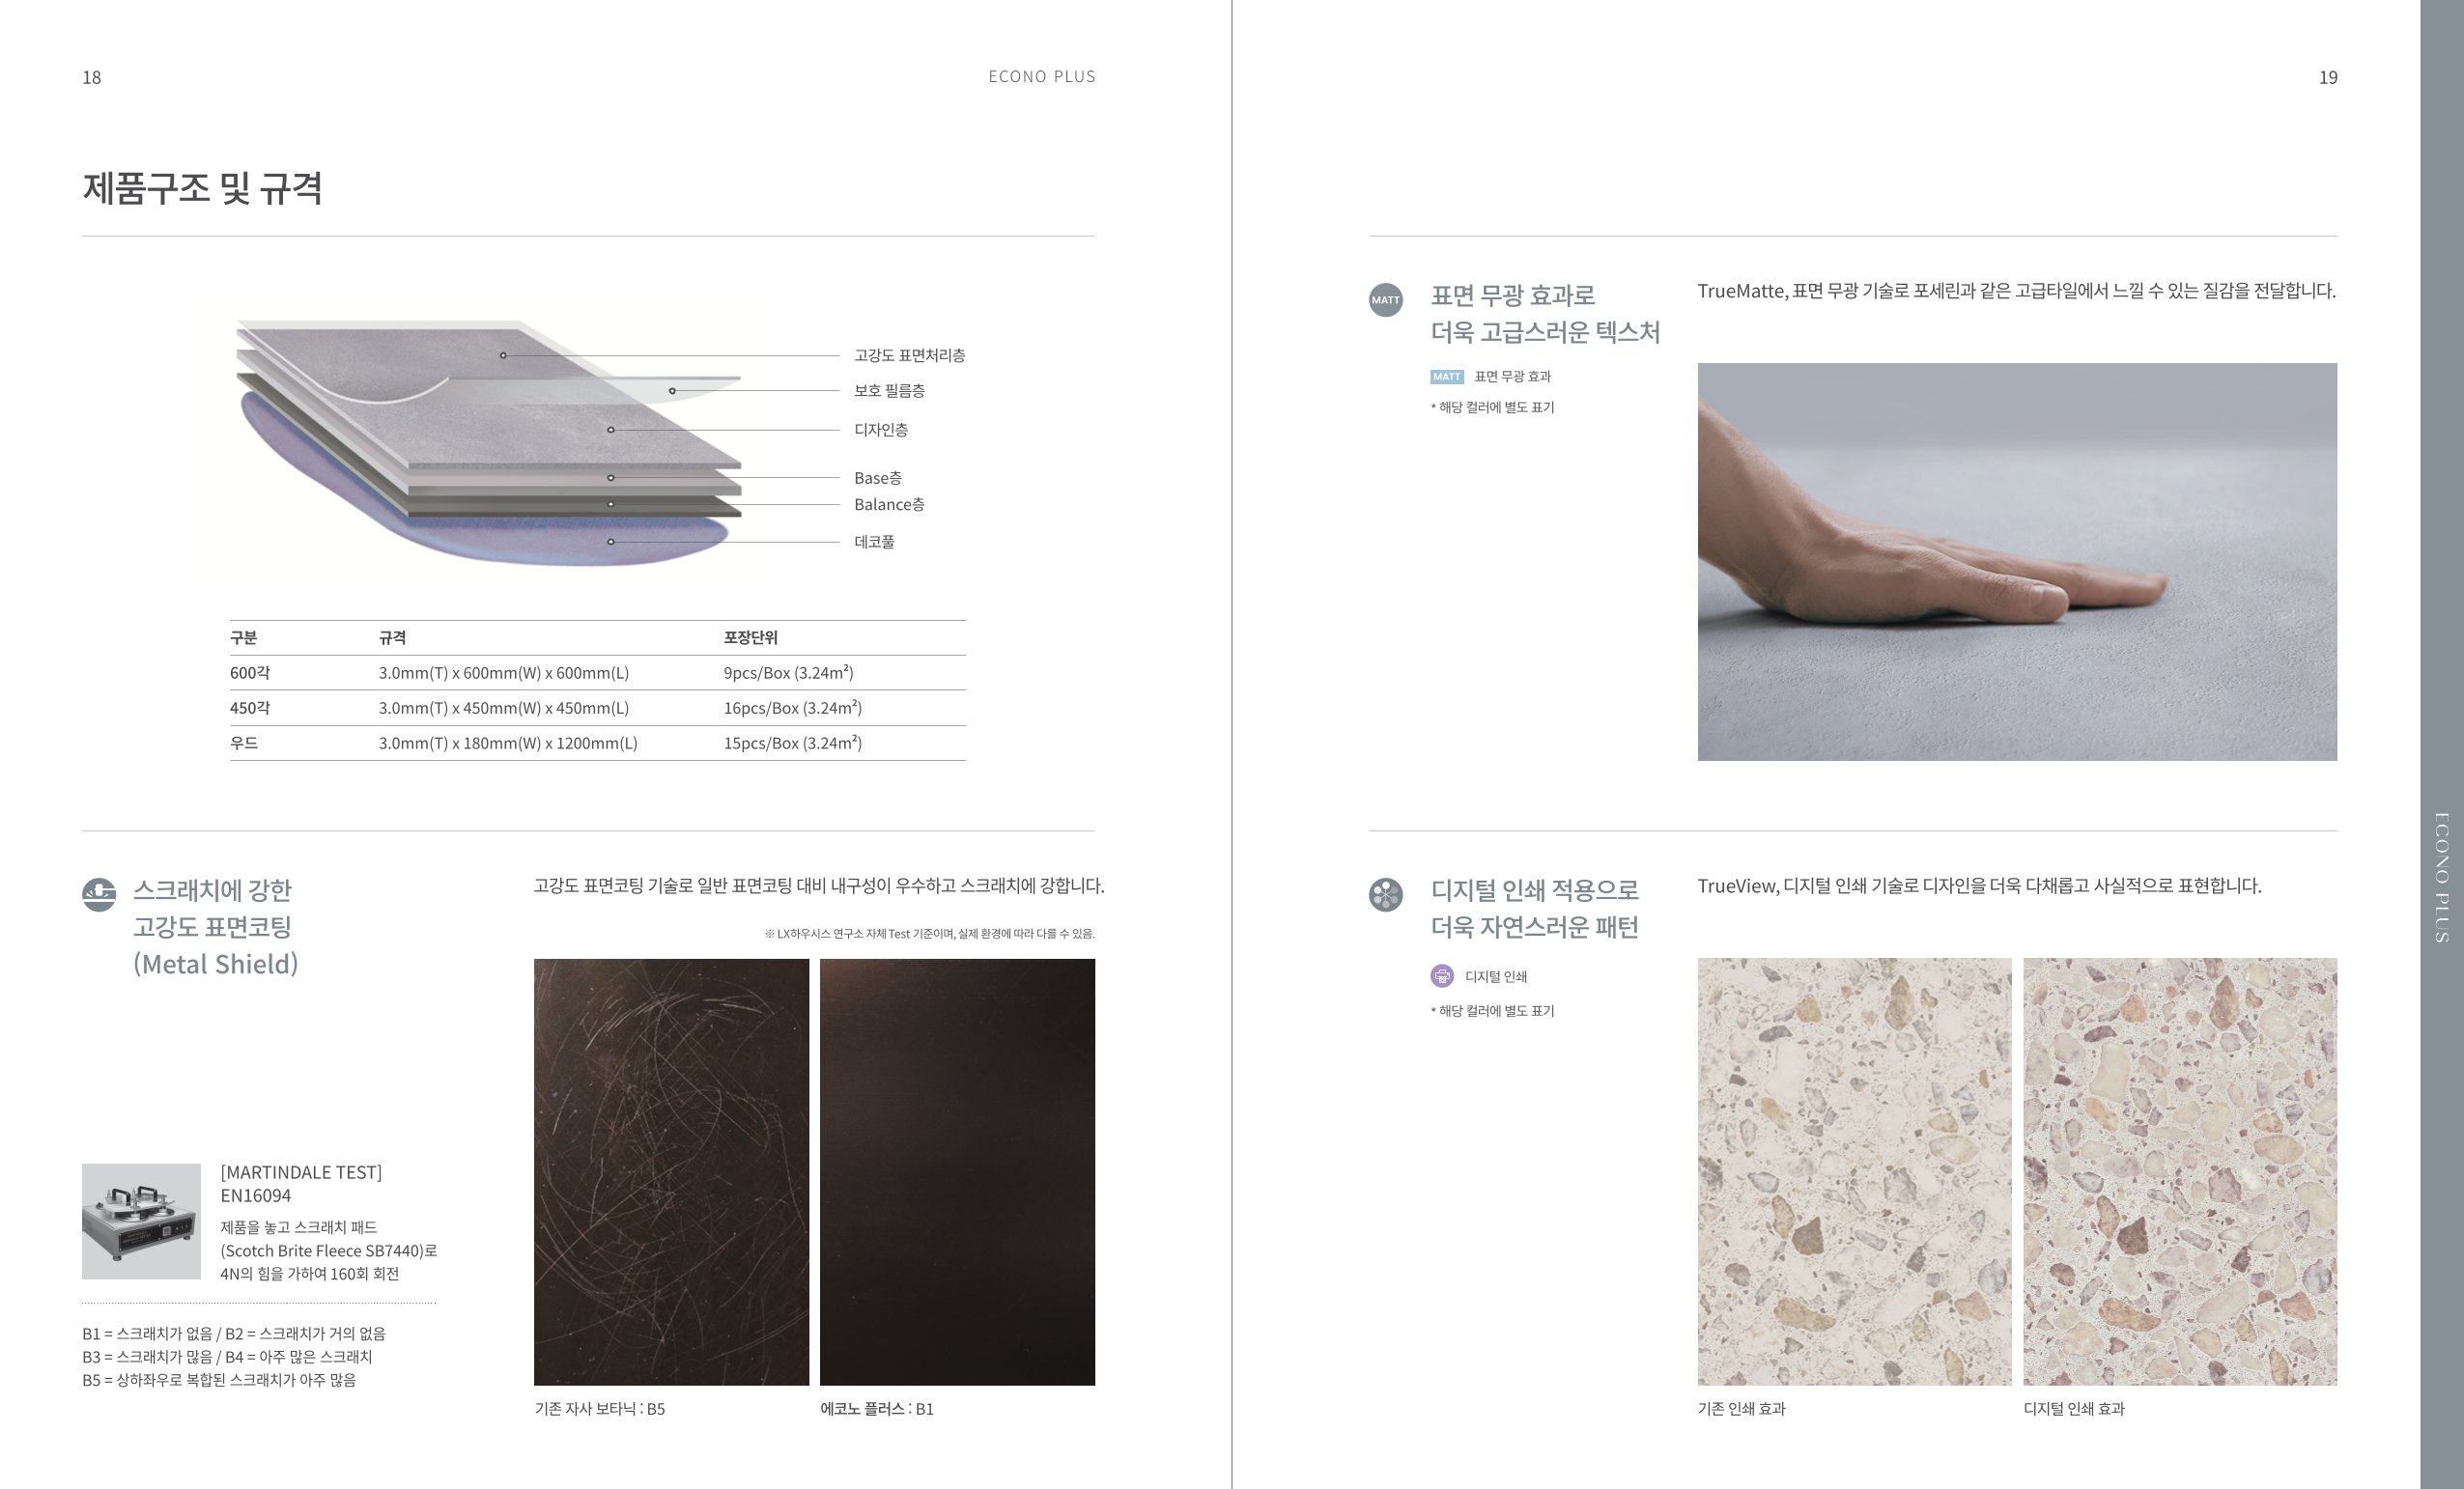 18
ECONO PLUS
제품구조 및 규격
고강도 표면처리층
보호 필름층
디자인층
Base층
Balance층
데코풀
구분 규격 포장단위
600각 3.0mm(T) x 600mm(W) x 600mm(L) 9pcs/Box (3.24m²)
450각 3.0mm(T) x 450mm(W) x 450mm(L) 16pcs/Box (3.24m²)
우드 3.0mm(T) x 180mm(W) x 1200mm(L) 15pcs/Box (3.24m²)
스크래치에 강한
고강도 표면코팅
(Metal Shield)
고강도 표면코팅 기술로 일반 표면코팅 대비 내구성이 우수하고 스크래치에 강합니다.
※ LX하우시스 연구소 자체 Test 기준이며, 실제 환경에 따라 다를 수 있음.
[MARTINDALE TEST]
EN16094
제품을 놓고 스크래치 패드
(Scotch Brite Fleece SB7440)로
4N의 힘을 가하여 160회 회전
B1 = 스크래치가 없음 / B2 = 스크래치가 거의 없음
B3 = 스크래치가 많음 / B4 = 아주 많은 스크래치
B5 = 상하좌우로 복합된 스크래치가 아주 많음
기존 자사 보타닉 : B5
에코노 플러스 : B1
19
MATT
표면 무광 효과로
더욱 고급스러운 텍스처
MATT 표면 무광 효과
* 해당 컬러에 별도 표기
TrueMatte, 표면 무광 기술로 포세린과 같은 고급타일에서 느낄 수 있는 질감을 전달합니다.
디지털 인쇄 적용으로
더욱 자연스러운 패턴
디지털 인쇄
* 해당 컬러에 별도 표기
TrueView, 디지털 인쇄 기술로 디자인을 더욱 다채롭고 사실적으로 표현합니다.
기존 인쇄 효과
디지털 인쇄 효과
ECONO PLUS